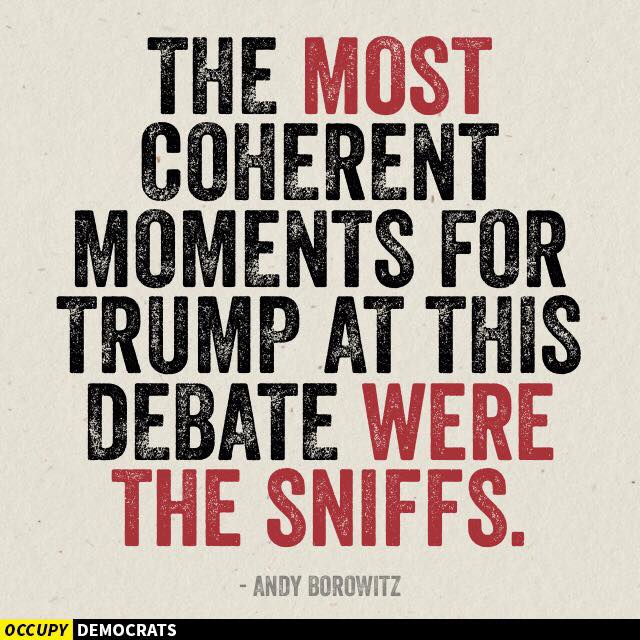 THE MOST
COHERENT
MOMENTS FOR
TRUMP AT THIS
DEBATE WERE
THE SNIFFS.
- ANDY BOROWITZ
OCCUPY DEMOCRATS